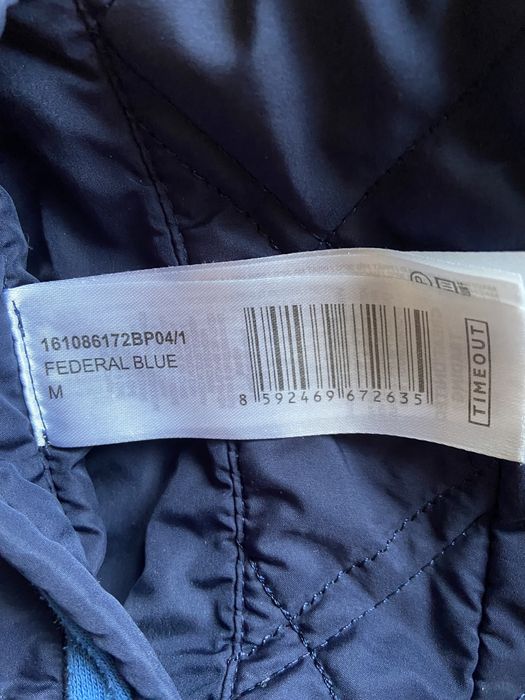 161086172BP04/1
FEDERAL BLUE
M
8 592469 672635
TIMEOUT